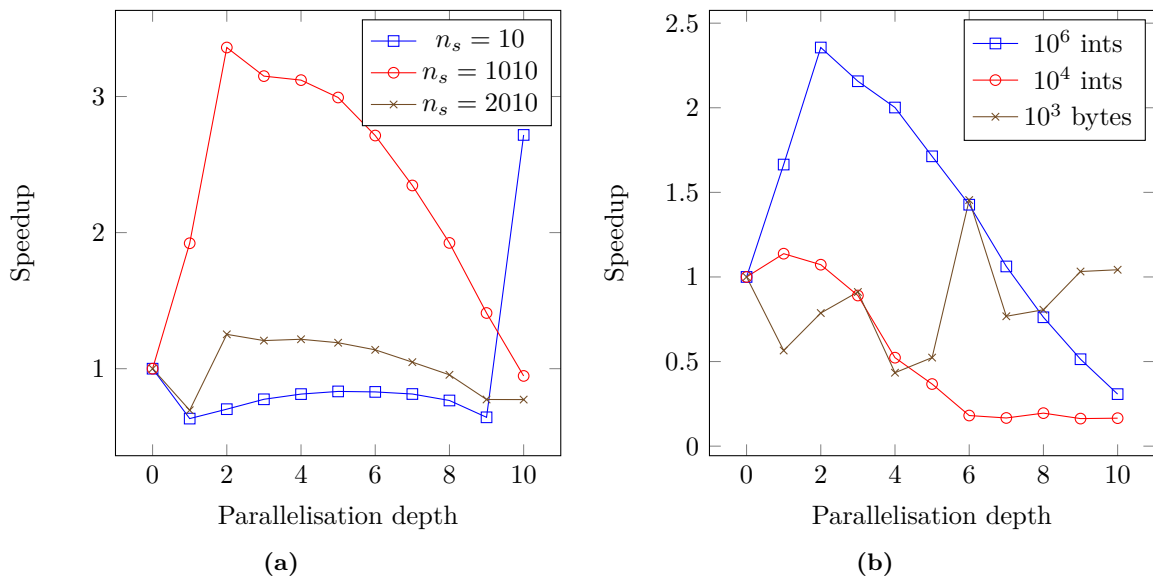 3
2
1
0 2 4 6 8 10
Speedup
Parallelisation depth
n_s = 10
n_s = 1010
n_s = 2010
(a)
2.5
2
1.5
1
0.5
0
0 2 4 6 8 10
Speedup
Parallelisation depth
10^6 ints
10^4 ints
10^3 bytes
(b)